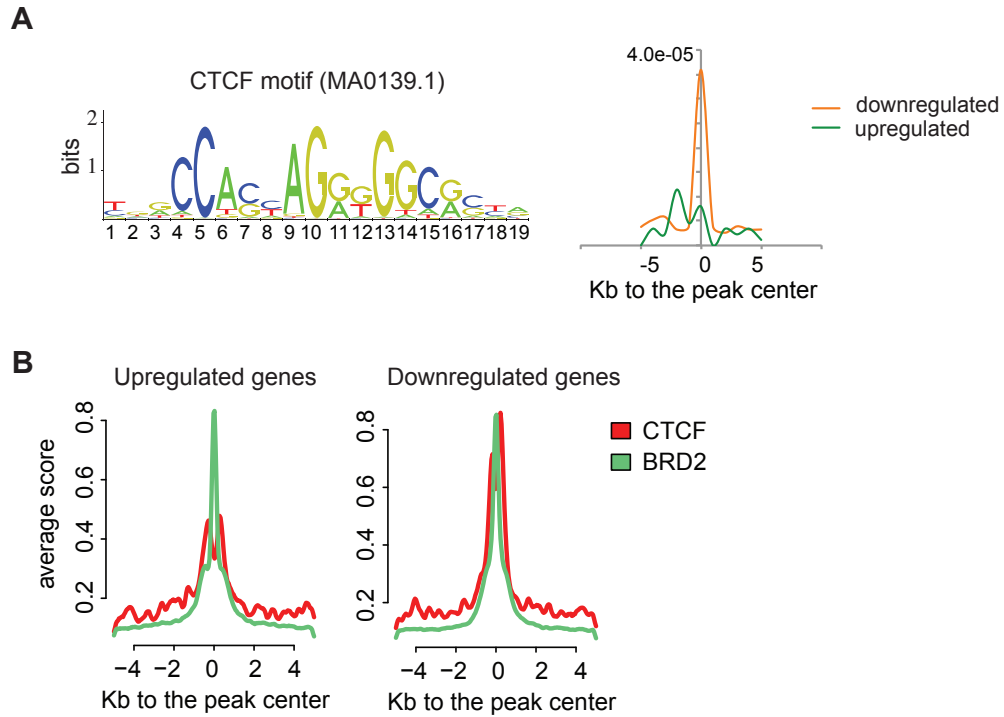 A
CTCF motif (MA0139.1)
2
1
bits
1 2 3 4 5 6 7 8 9 10 11 12 13 14 15 16 17 18 19
4.0e-05
downregulated
upregulated
-5 0 5
Kb to the peak center
B
Upregulated genes
0.8
0.6
0.4
0.2
average score
−4 −2 0 2 4
Kb to the peak center
Downregulated genes
0.8
0.6
0.4
0.2
−4 −2 0 2 4
Kb to the peak center
CTCF
BRD2